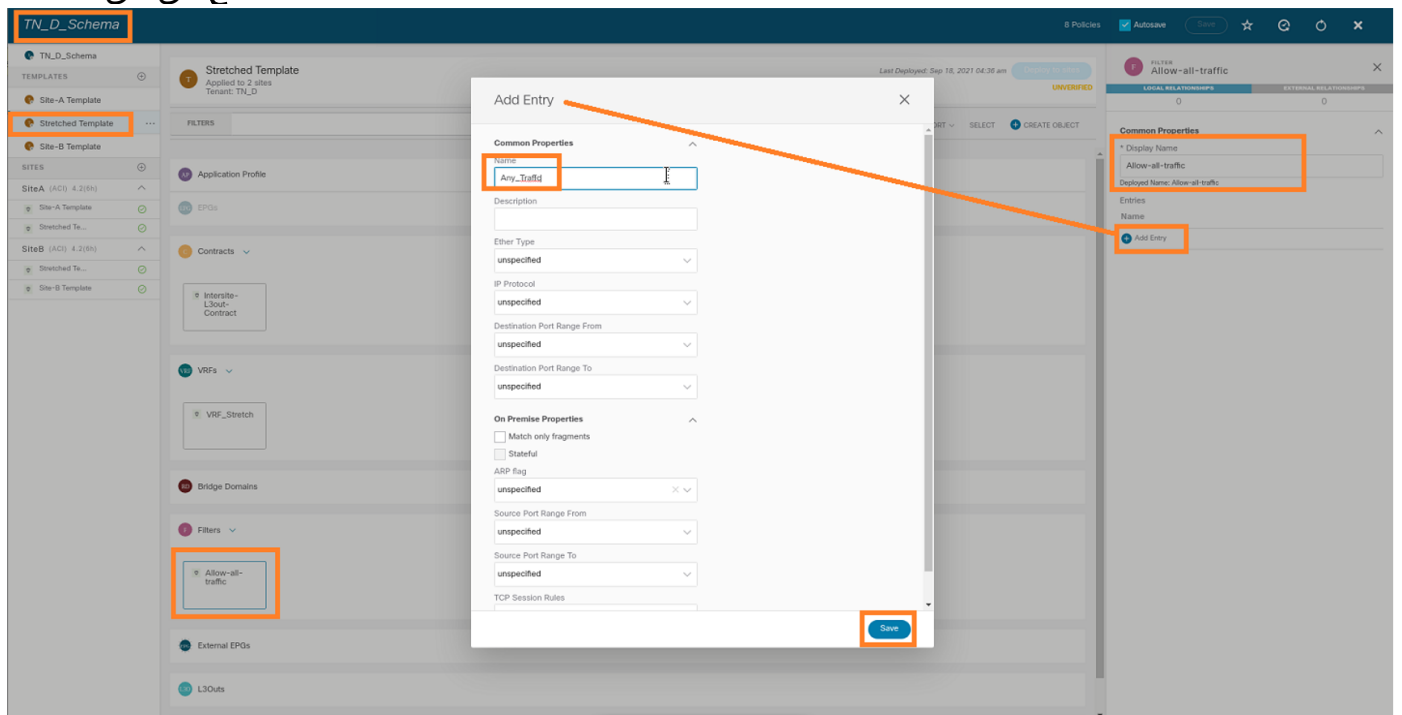 TN_D_Schema
8 Policies
Autosave
Save
TN_D_Schema
TEMPLATES
Site-A Template
Stretched Template
Site-B Template
SITES
SiteA (ACI) 4.2(6h)
Site-A Template
Stretched Te...
SiteB (ACI) 4.2(6h)
Stretched Te...
Site-B Template
T
Stretched Template
Applied to 2 sites
Tenant: TN_D
Last Deployed: Sep 18, 2021 04:38 am
UNVERIFIED
FILTERS
SELECT
CREATE OBJECT
AP
Application Profile
EPGs
C
Contracts
Intersite-
L3out-
Contract
VRFs
VRF_Stretch
BD
Bridge Domains
F
Filters
Allow-all-
traffic
External EPGs
L3Outs
Add Entry
Common Properties
Name
Any_Traffic
Description
Ether Type
unspecified
IP Protocol
unspecified
Destination Port Range From
unspecified
Destination Port Range To
unspecified
On Premise Properties
Match only fragments
Stateful
ARP flag
unspecified
Source Port Range From
unspecified
Source Port Range To
unspecified
TCP Session Rules
Save
F
FILTER
Allow-all-traffic
LOCAL RELATIONSHIPS
EXTERNAL RELATIONSHIPS
0
0
Common Properties
* Display Name
Allow-all-traffic
Deployed Name: Allow-all-traffic
Entries
Name
Add Entry